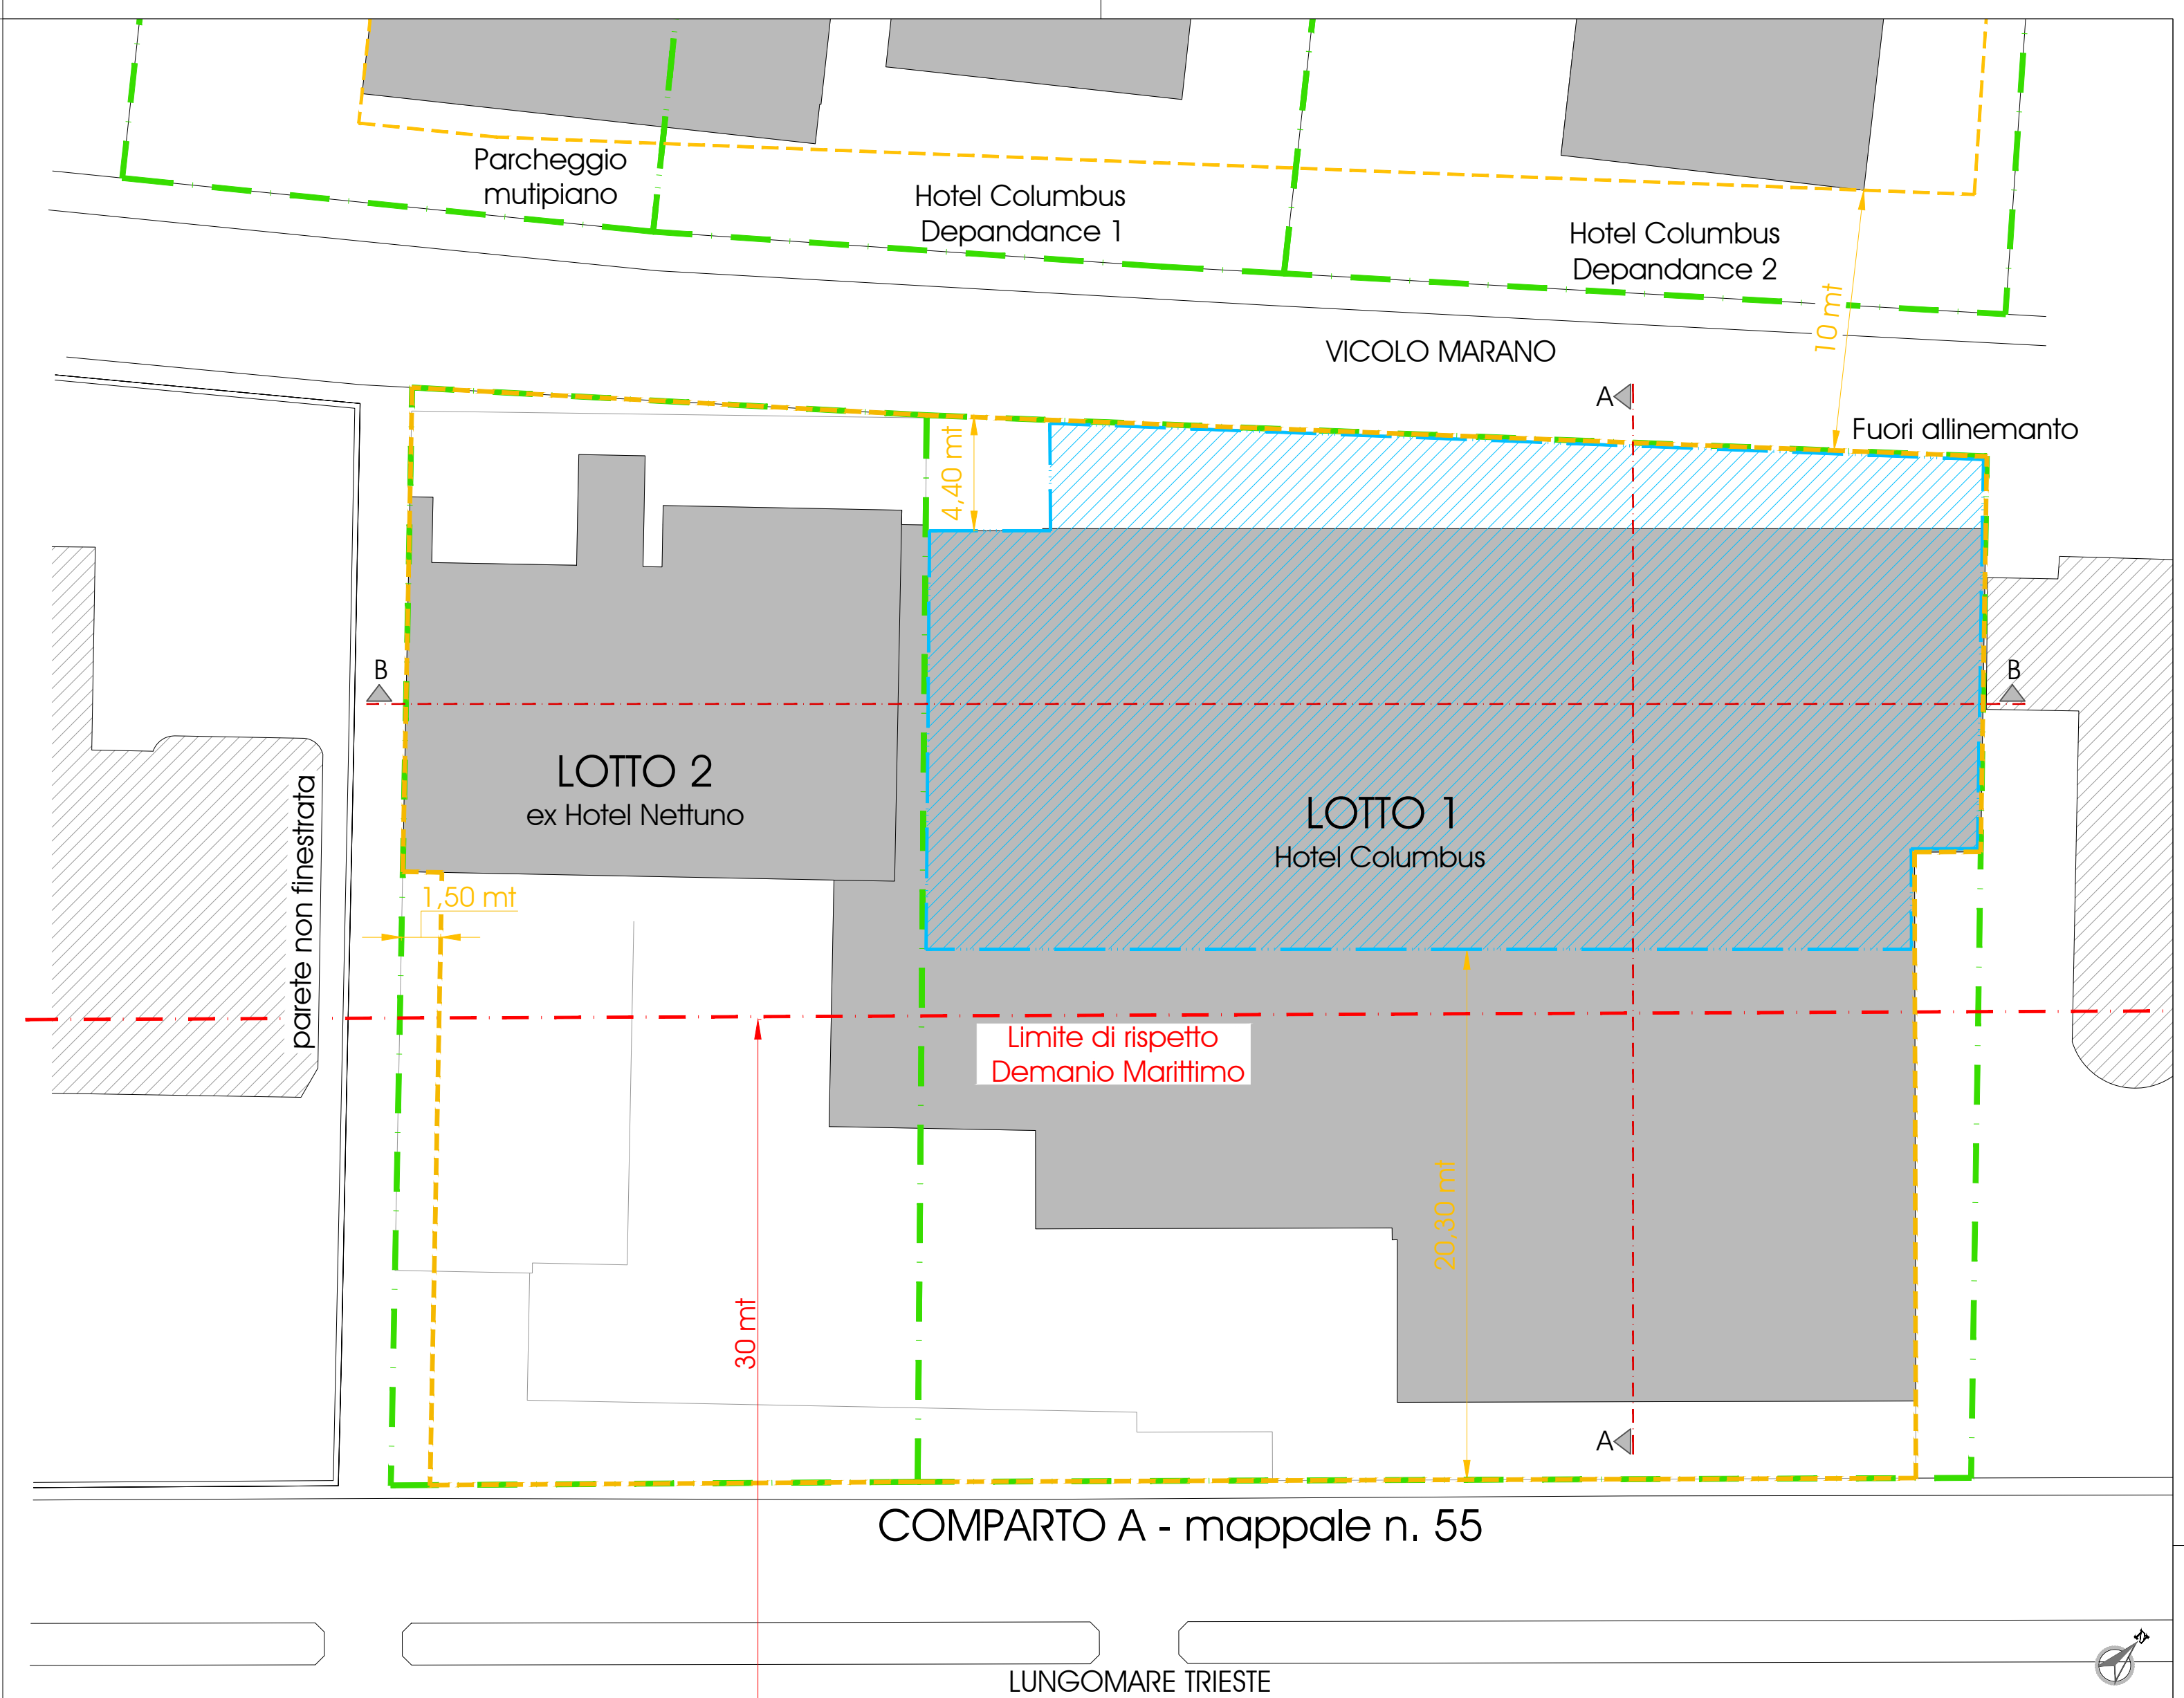 Parcheggio
mutipiano
Hotel Columbus
Depandance 1
Hotel Columbus
Depandance 2
10 mt
VICOLO MARANO
A
Fuori allinemanto
4,40 mt
B
B
LOTTO 2
ex Hotel Nettuno
LOTTO 1
Hotel Columbus
parete non finestrata
1,50 mt
Limite di rispetto
Demanio Marittimo
20,30 mt
30 mt
A
COMPARTO A - mappale n. 55
LUNGOMARE TRIESTE
N